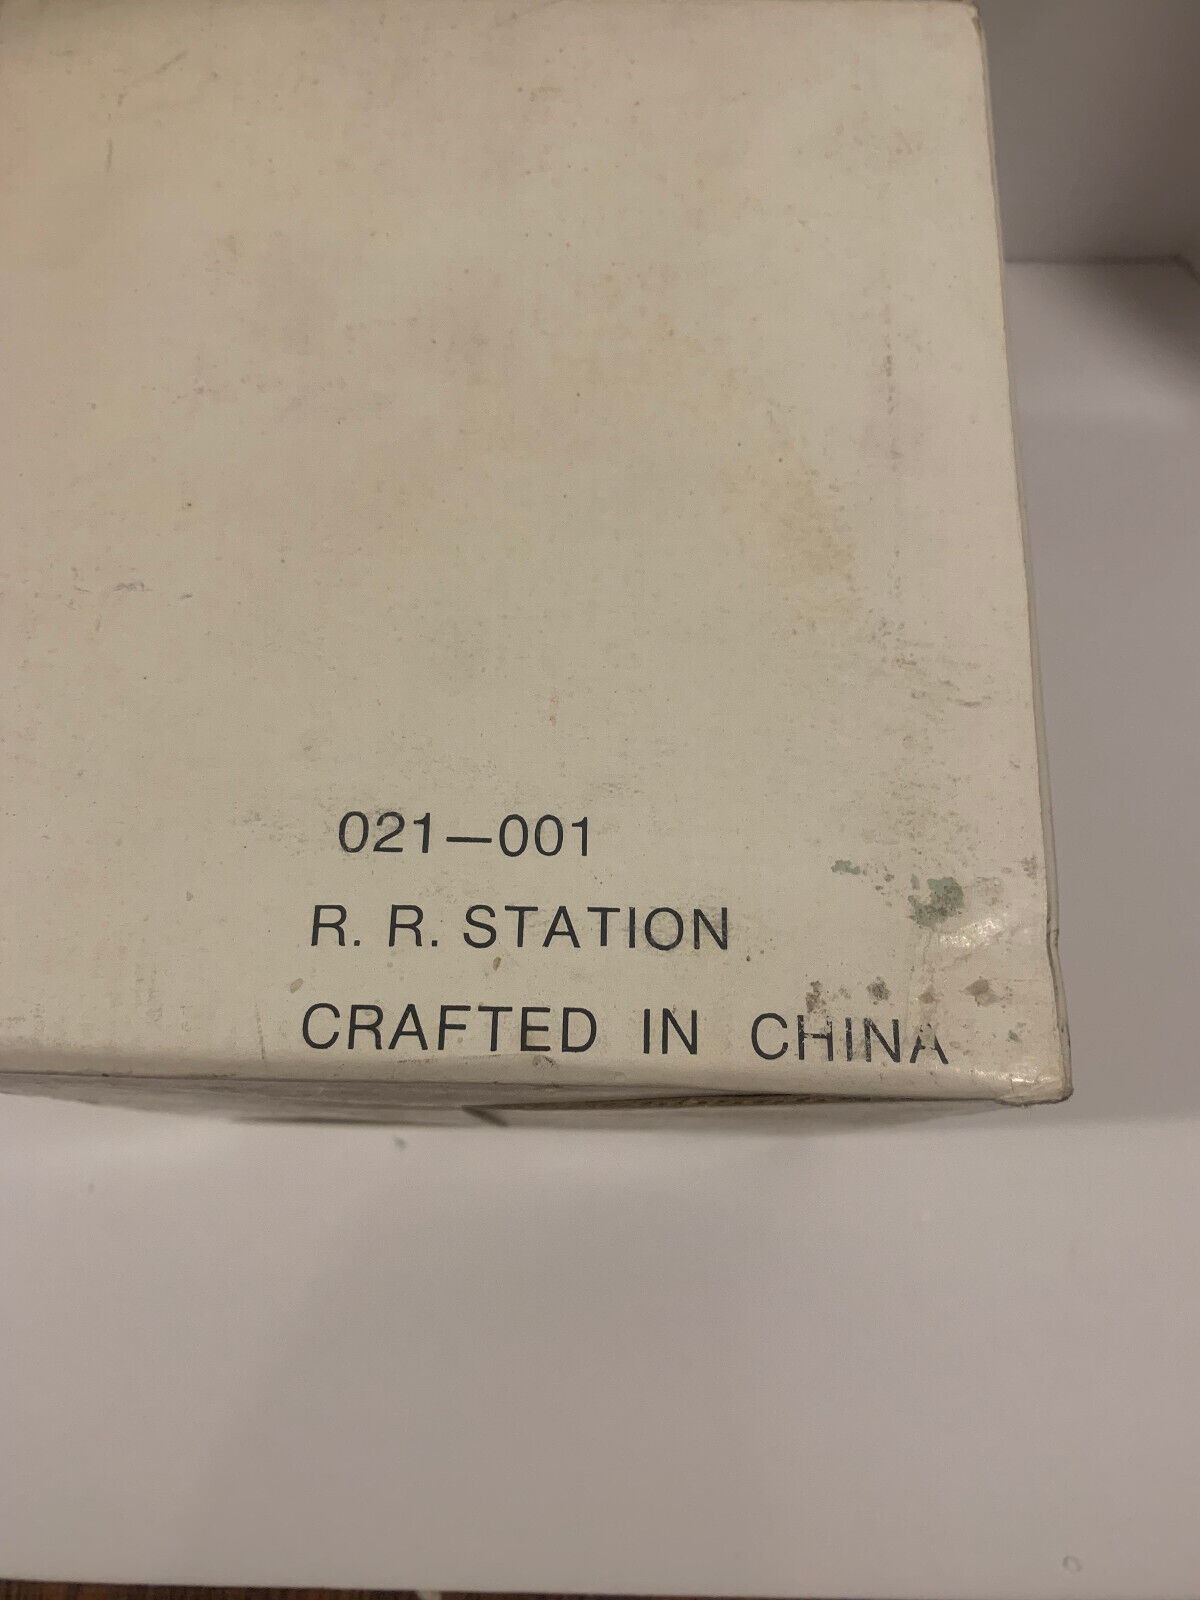 021—001
R. R. STATION
CRAFTED IN CHINA